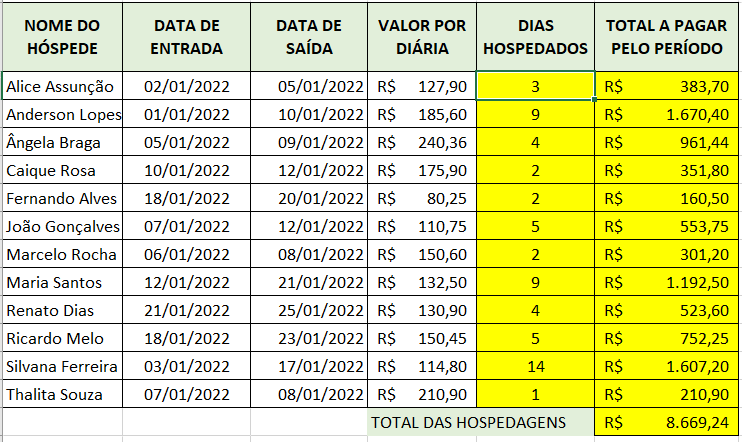 NOME DO HÓSPEDE DATA DE ENTRADA DATA DE SAÍDA VALOR POR DIÁRIA DIAS HOSPEDADOS TOTAL A PAGAR PELO PERÍODO
Alice Assunção 02/01/2022 05/01/2022 R$ 127,90 3 R$ 383,70
Anderson Lopes 01/01/2022 10/01/2022 R$ 185,60 9 R$ 1.670,40
Ângela Braga 05/01/2022 09/01/2022 R$ 240,36 4 R$ 961,44
Caique Rosa 10/01/2022 12/01/2022 R$ 175,90 2 R$ 351,80
Fernando Alves 18/01/2022 20/01/2022 R$ 80,25 2 R$ 160,50
João Gonçalves 07/01/2022 12/01/2022 R$ 110,75 5 R$ 553,75
Marcelo Rocha 06/01/2022 08/01/2022 R$ 150,60 2 R$ 301,20
Maria Santos 12/01/2022 21/01/2022 R$ 132,50 9 R$ 1.192,50
Renato Dias 21/01/2022 25/01/2022 R$ 130,90 4 R$ 523,60
Ricardo Melo 18/01/2022 23/01/2022 R$ 150,45 5 R$ 752,25
Silvana Ferreira 03/01/2022 17/01/2022 R$ 114,80 14 R$ 1.607,20
Thalita Souza 07/01/2022 08/01/2022 R$ 210,90 1 R$ 210,90
TOTAL DAS HOSPEDAGENS R$ 8.669,24